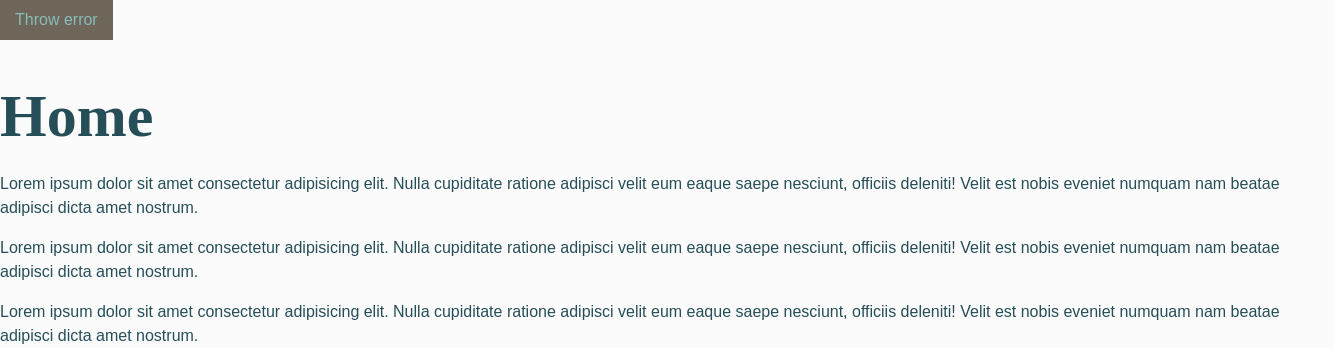 Throw error
Home
Lorem ipsum dolor sit amet consectetur adipisicing elit. Nulla cupiditate ratione adipisci velit eum eaque saepe nesciunt, officiis deleniti! Velit est nobis eveniet numquam nam beatae
adipisci dicta amet nostrum.
Lorem ipsum dolor sit amet consectetur adipisicing elit. Nulla cupiditate ratione adipisci velit eum eaque saepe nesciunt, officiis deleniti! Velit est nobis eveniet numquam nam beatae
adipisci dicta amet nostrum.
Lorem ipsum dolor sit amet consectetur adipisicing elit. Nulla cupiditate ratione adipisci velit eum eaque saepe nesciunt, officiis deleniti! Velit est nobis eveniet numquam nam beatae
adipisci dicta amet nostrum.